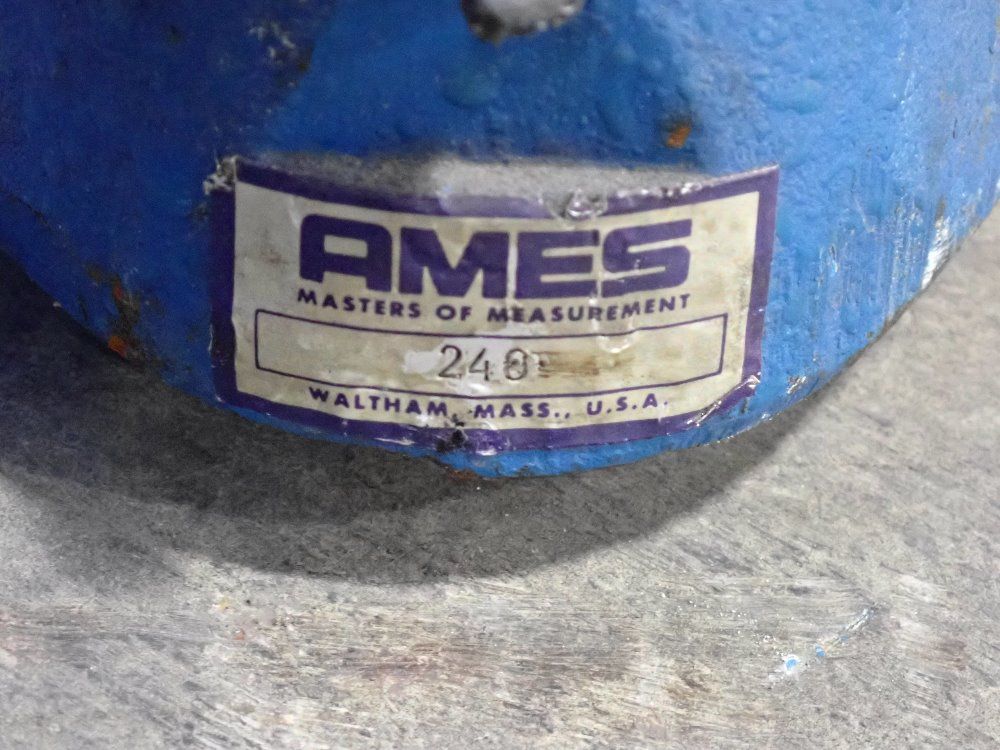 AMES
MASTERS OF MEASUREMENT
240
WALTHAM, MASS., U.S.A.